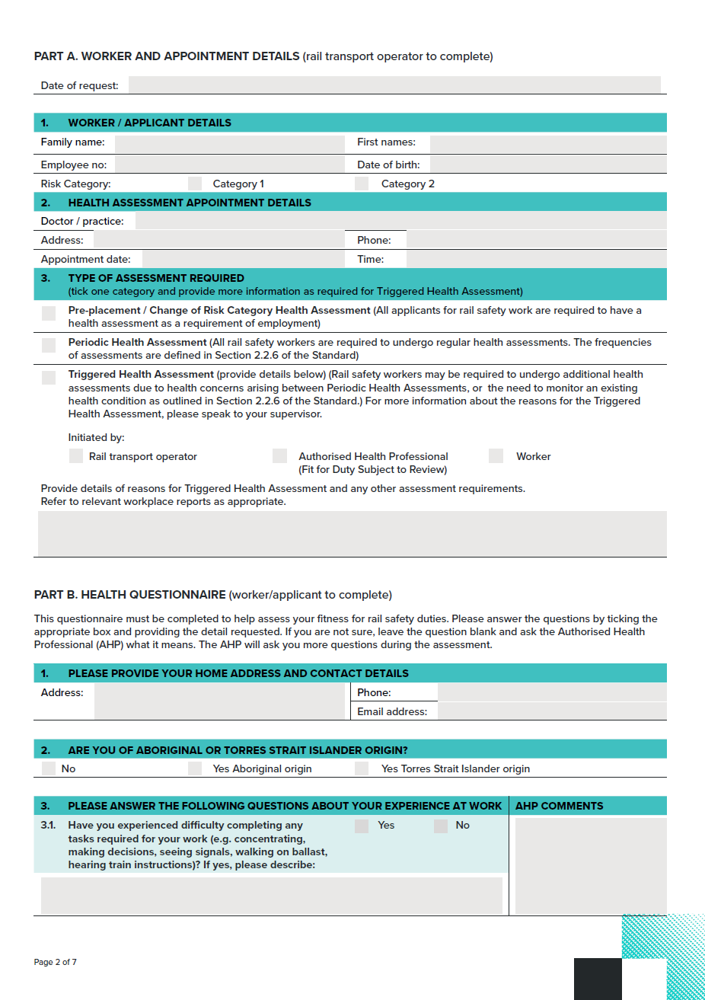 PART A. WORKER AND APPOINTMENT DETAILS (rail transport operator to complete)
Date of request:
1. WORKER / APPLICANT DETAILS
Family name: First names:
Employee no: Date of birth:
Risk Category: Category 1 Category 2
2. HEALTH ASSESSMENT APPOINTMENT DETAILS
Doctor / practice:
Address: Phone:
Appointment date: Time:
3. TYPE OF ASSESSMENT REQUIRED
(tick one category and provide more information as required for Triggered Health Assessment)
Pre-placement / Change of Risk Category Health Assessment (All applicants for rail safety work are required to have a
health assessment as a requirement of employment)
Periodic Health Assessment (All rail safety workers are required to undergo regular health assessments. The frequencies
of assessments are defined in Section 2.2.6 of the Standard)
Triggered Health Assessment (provide details below) (Rail safety workers may be required to undergo additional health
assessments due to health concerns arising between Periodic Health Assessments, or the need to monitor an existing
health condition as outlined in Section 2.2.6 of the Standard.) For more information about the reasons for the Triggered
Health Assessment, please speak to your supervisor.
Initiated by:
Rail transport operator Authorised Health Professional Worker
(Fit for Duty Subject to Review)
Provide details of reasons for Triggered Health Assessment and any other assessment requirements.
Refer to relevant workplace reports as appropriate.
PART B. HEALTH QUESTIONNAIRE (worker/applicant to complete)
This questionnaire must be completed to help assess your fitness for rail safety duties. Please answer the questions by ticking the
appropriate box and providing the detail requested. If you are not sure, leave the question blank and ask the Authorised Health
Professional (AHP) what it means. The AHP will ask you more questions during the assessment.
1. PLEASE PROVIDE YOUR HOME ADDRESS AND CONTACT DETAILS
Address: Phone:
Email address:
2. ARE YOU OF ABORIGINAL OR TORRES STRAIT ISLANDER ORIGIN?
No Yes Aboriginal origin Yes Torres Strait Islander origin
3. PLEASE ANSWER THE FOLLOWING QUESTIONS ABOUT YOUR EXPERIENCE AT WORK AHP COMMENTS
3.1. Have you experienced difficulty completing any Yes No
tasks required for your work (e.g. concentrating,
making decisions, seeing signals, walking on ballast,
hearing train instructions)? If yes, please describe:
Page 2 of 7